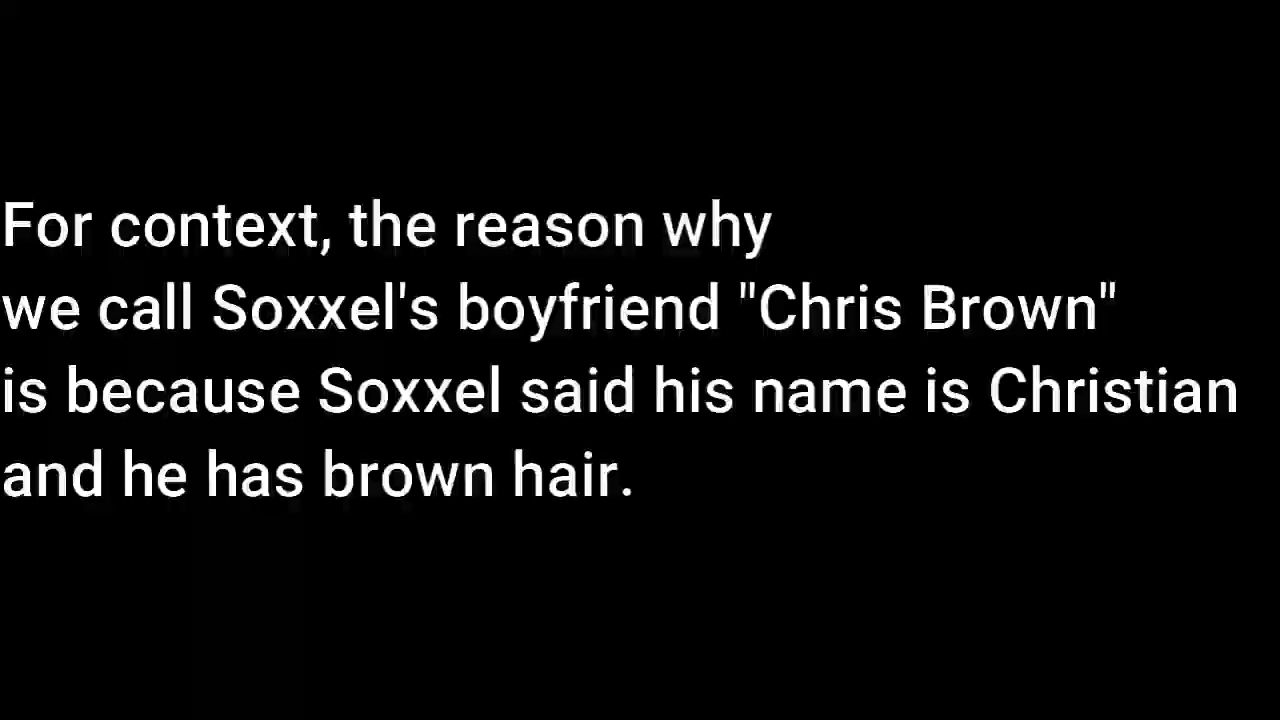 For context, the reason why
we call Soxxel's boyfriend "Chris Brown"
is because Soxxel said his name is Christian
and he has brown hair.